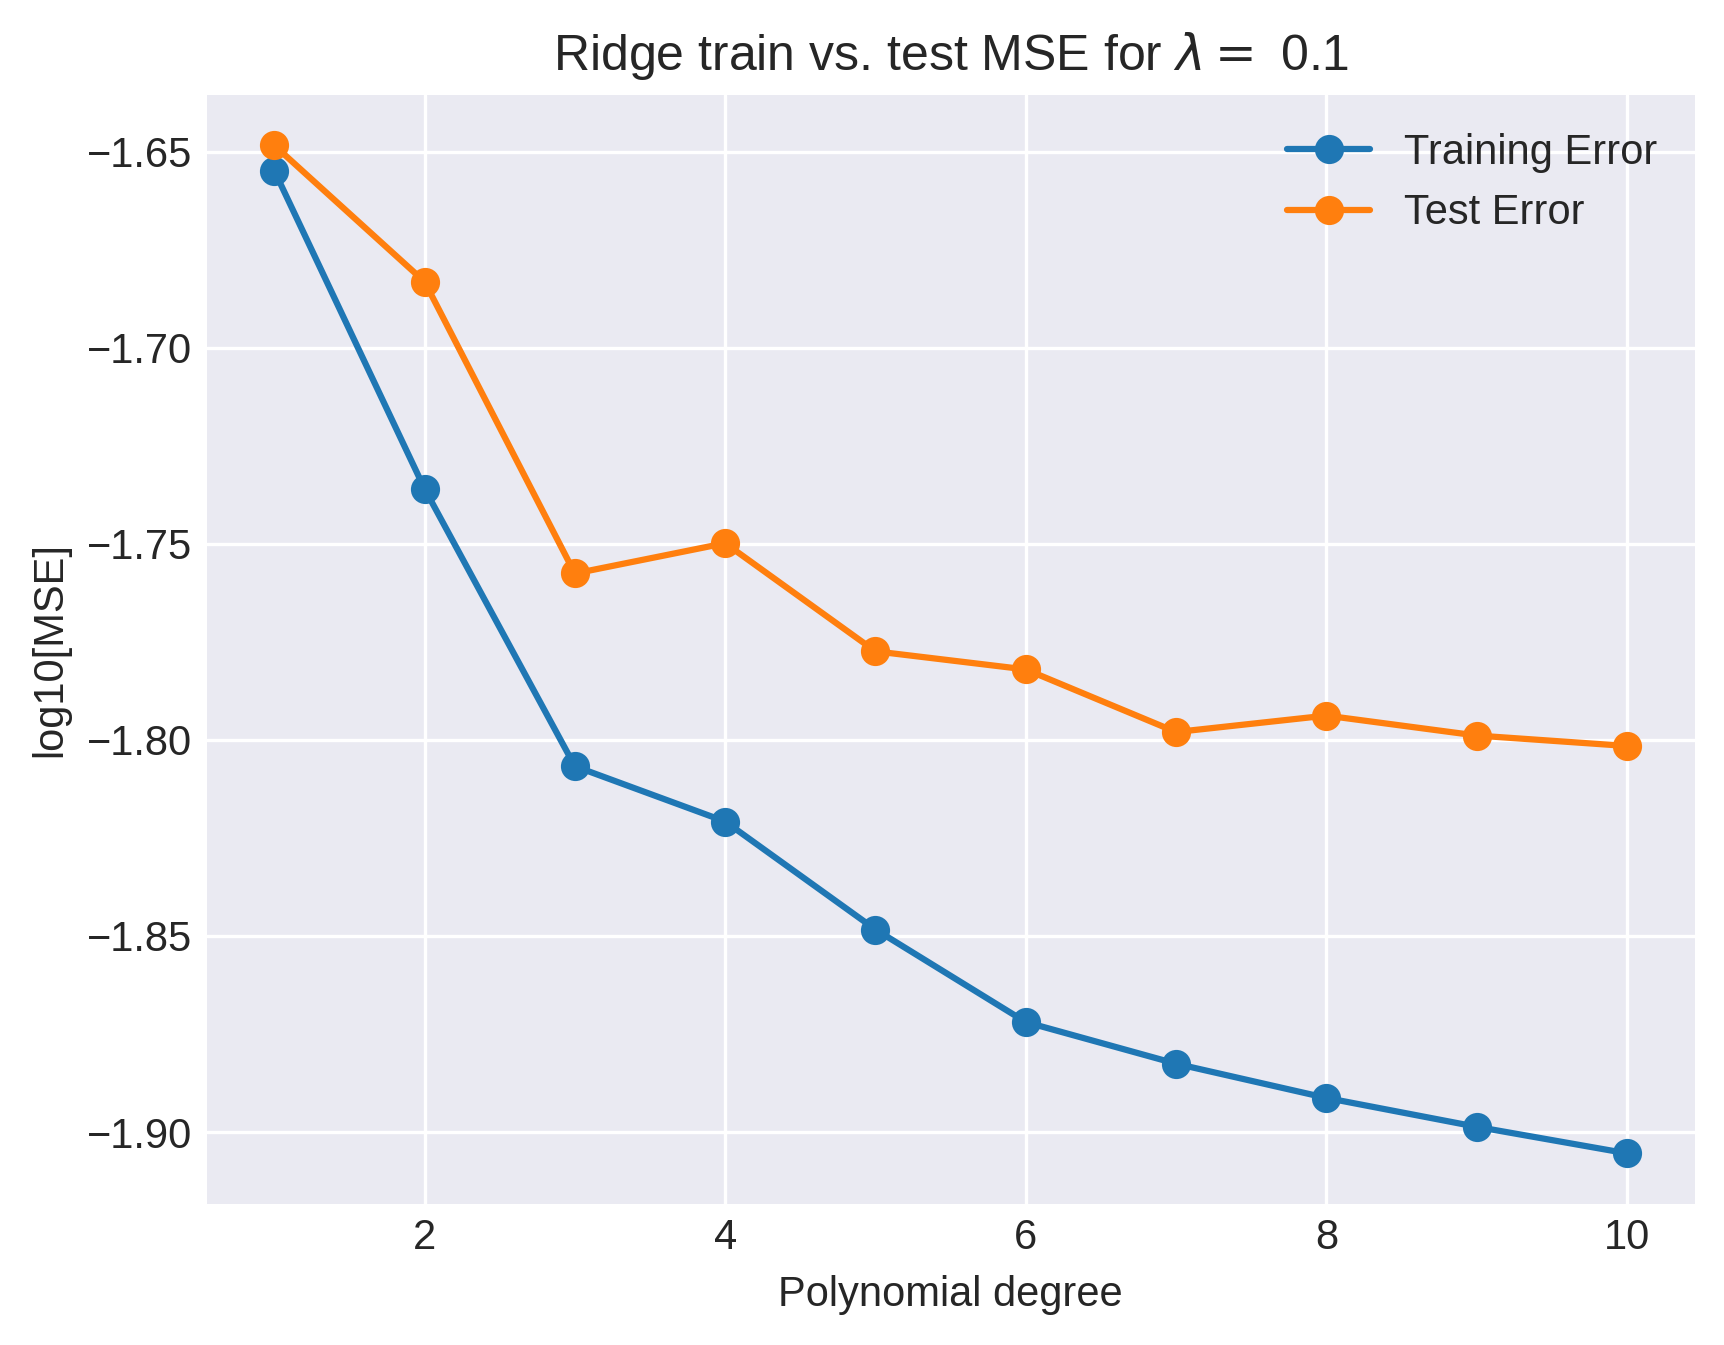 Ridge train vs. test MSE for λ = 0.1
Training Error
Test Error
−1.65
−1.70
−1.75
−1.80
−1.85
−1.90
log10[MSE]
2 4 6 8 10
Polynomial degree